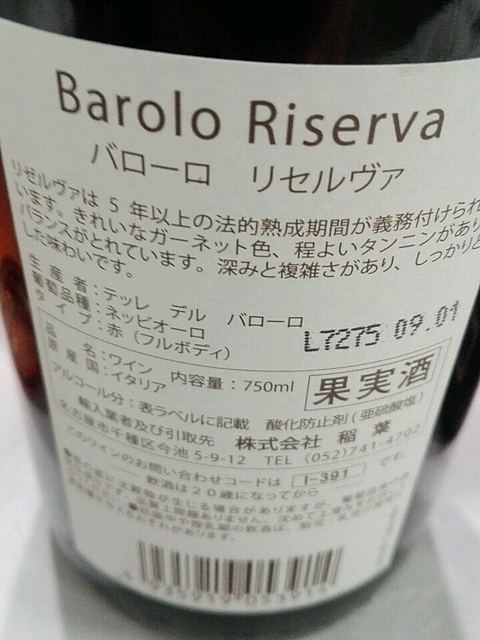 Barolo Riserva
バローロ リセルヴァ
リゼルヴァは 5 年以上の法的熟成期間が義務付けられ
います。きれいなガーネット色、程よいタンニンがあり
バランスがとれています。深みと複雑さがあり、しっかりと
した味わいです。
生 産 者：テッレ デル バローロ
葡萄品種：ネッビオーロ
タ イ プ：赤（フルボディ）
L7275 09.01
品 名：ワイン 内容量：750ml
原 産 国：イタリア
果実酒
アルコール分：表ラベルに記載 酸化防止剤（亜硫酸塩）
輸入業者及び引取先 株式会社 稲葉
名古屋市千種区今池 5-9-12 TEL (052)741-4702
このワインのお問い合わせコードは I-391 です。
飲酒は２０歳になってから